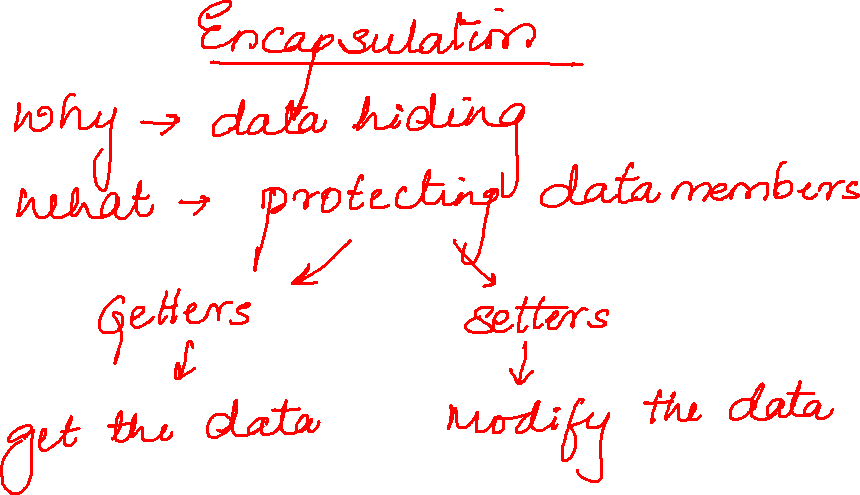 Encapsulation
Why → data hiding
what → protecting data members
Getters setters
get the data Modify the data